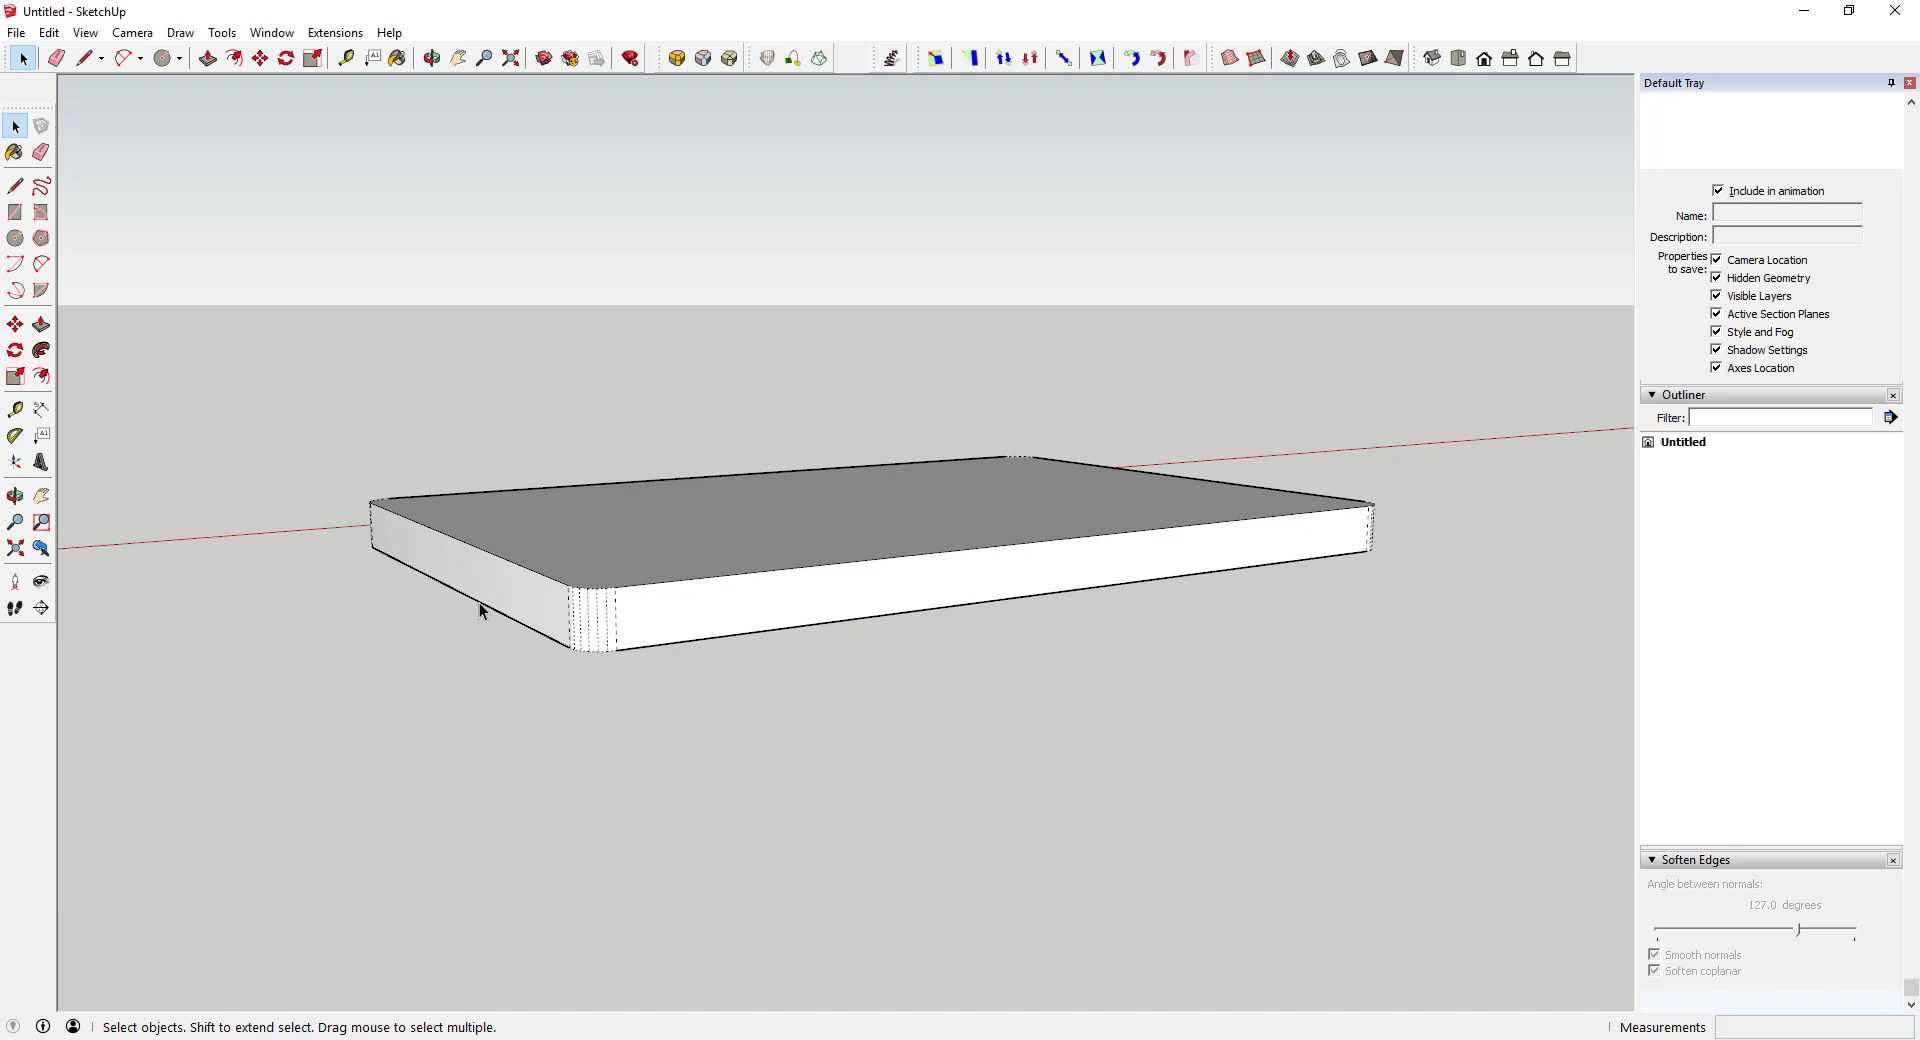 Untitled - SketchUp
File Edit View Camera Draw Tools Window Extensions Help
Default Tray
Include in animation
Name:
Description:
Properties to save:
Camera Location
Hidden Geometry
Visible Layers
Active Section Planes
Style and Fog
Shadow Settings
Axes Location
Outliner
Filter:
Untitled
Soften Edges
Angle between normals:
127.0 degrees
Smooth normals
Soften coplanar
Select objects. Shift to extend select. Drag mouse to select multiple.
Measurements